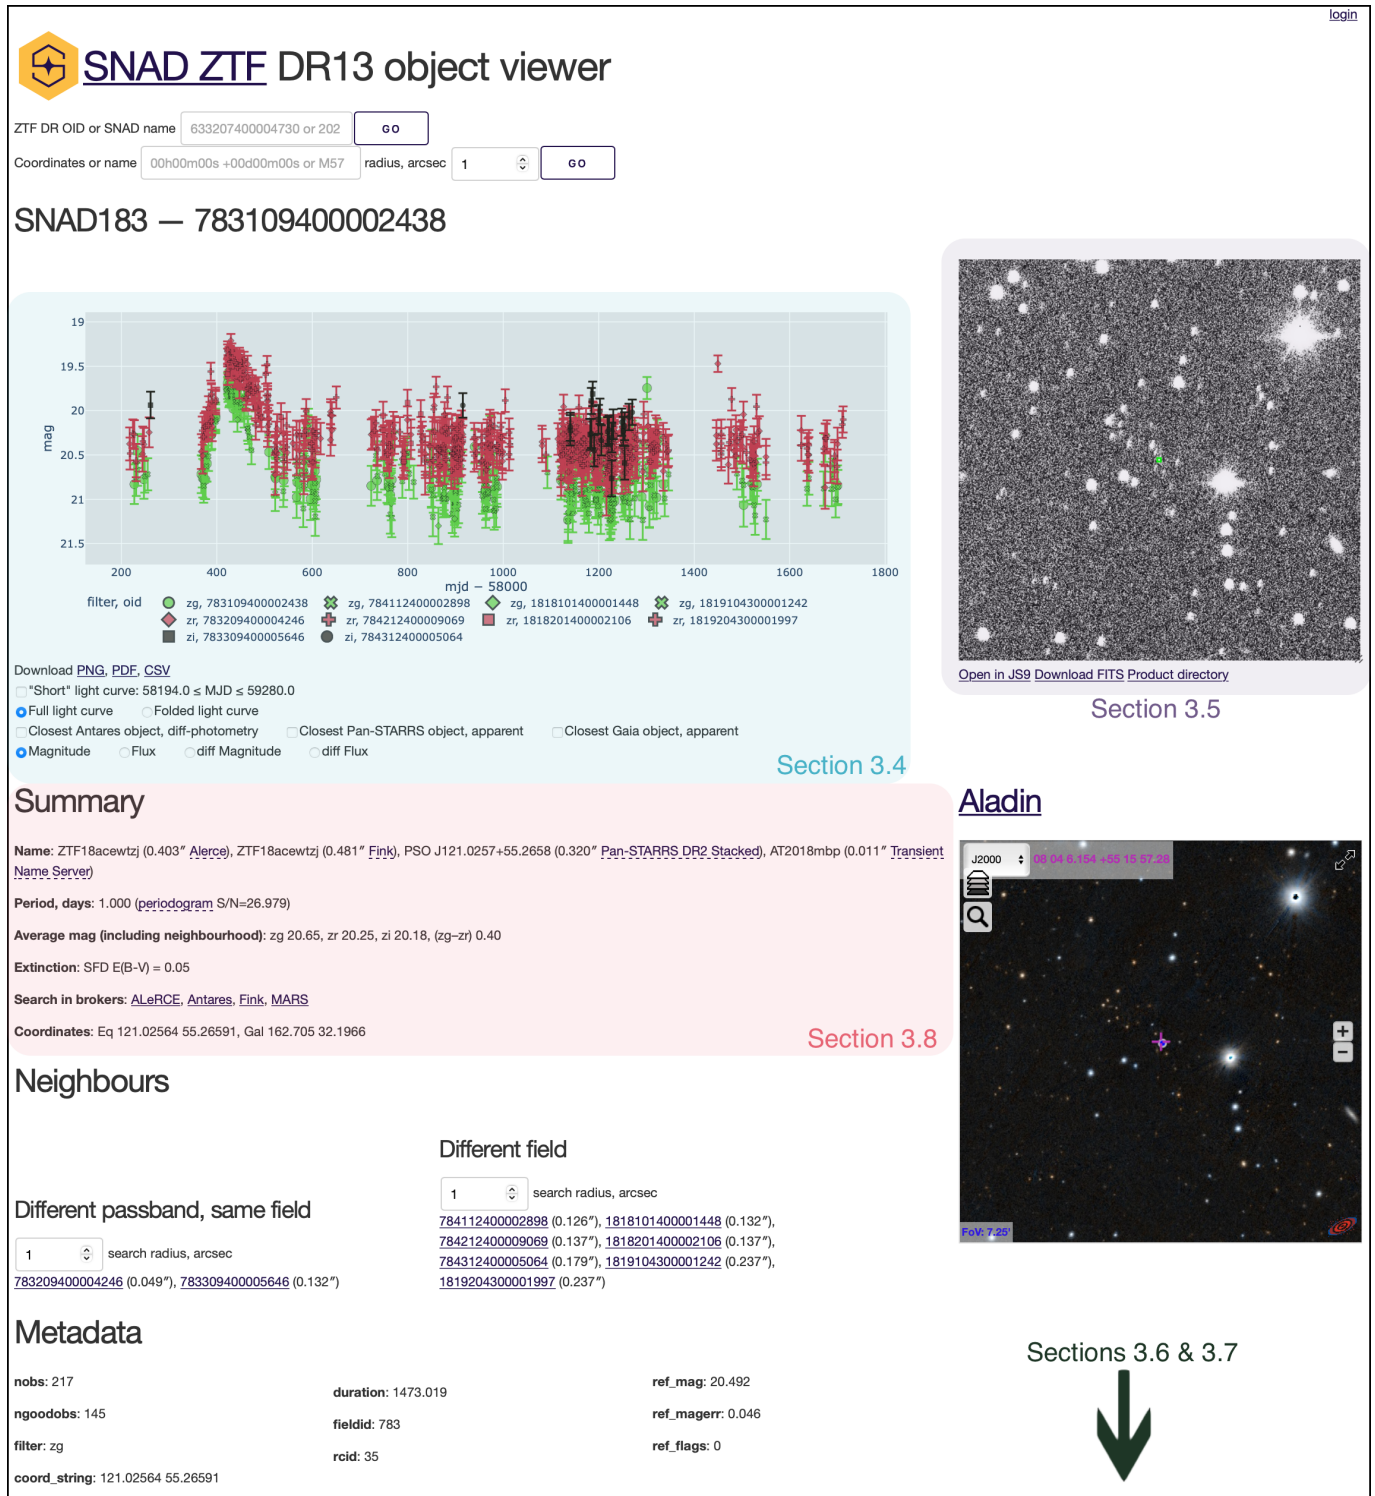 login
SNAD ZTF DR13 object viewer
ZTF DR OID or SNAD name 633207400004730 or 202 GO
Coordinates or name 00h00m00s +00d00m00s or M57 radius, arcsec 1 GO
SNAD183 — 783109400002438
19
19.5
20
20.5
21
21.5
mag
200 400 600 800 1000 1200 1400 1600 1800
mjd − 58000
filter, oid zg, 783109400002438 zg, 784112400002898 zg, 1818101400001448 zg, 1819104300001242
zr, 783209400004246 zr, 784212400009069 zr, 1818201400002106 zr, 1819204300001997
zi, 783309400005646 zi, 784312400005064
Download PNG, PDF, CSV
"Short" light curve: 58194.0 ≤ MJD ≤ 59280.0
Full light curve Folded light curve
Closest Antares object, diff-photometry Closest Pan-STARRS object, apparent Closest Gaia object, apparent
Magnitude Flux diff Magnitude diff Flux
Section 3.4
Open in JS9 Download FITS Product directory
Section 3.5
Summary
Name: ZTF18acewtzj (0.403″ Alerce), ZTF18acewtzj (0.481″ Fink), PSO J121.0257+55.2658 (0.320″ Pan-STARRS DR2 Stacked), AT2018mbp (0.011″ Transient
Name Server)
Period, days: 1.000 (periodogram S/N=26.979)
Average mag (including neighbourhood): zg 20.65, zr 20.25, zi 20.18, (zg–zr) 0.40
Extinction: SFD E(B-V) = 0.05
Search in brokers: ALeRCE, Antares, Fink, MARS
Coordinates: Eq 121.02564 55.26591, Gal 162.705 32.1966
Section 3.8
Aladin
J2000 08 04 6.154 +55 15 57.28
FoV: 7.25'
Neighbours
Different passband, same field
1 search radius, arcsec
783209400004246 (0.049″), 783309400005646 (0.132″)
Different field
1 search radius, arcsec
784112400002898 (0.126″), 1818101400001448 (0.132″),
784212400009069 (0.137″), 1818201400002106 (0.137″),
784312400005064 (0.179″), 1819104300001242 (0.237″),
1819204300001997 (0.237″)
Metadata
nobs: 217
ngoodobs: 145
filter: zg
coord_string: 121.02564 55.26591
duration: 1473.019
fieldid: 783
rcid: 35
ref_mag: 20.492
ref_magerr: 0.046
ref_flags: 0
Sections 3.6 & 3.7